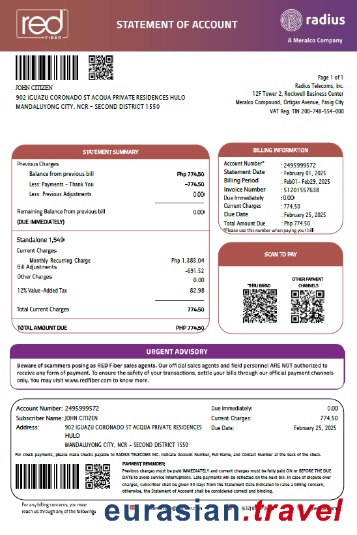 red
FIBER
STATEMENT OF ACCOUNT
radius
A Meralco Company
JOHN CITIZEN
902 IGUAZU CORONADO ST ACQUA PRIVATE RESIDENCES HULO
MANDALUYONG CITY, NCR – SECOND DISTRICT 1550
Page 1 of 1
Radius Telecoms, Inc.
12F Tower 2, Rockwell Business Center
Meralco Compound, Ortigas Avenue, Pasig City
VAT Reg. TIN 200-748-554-000
STATEMENT SUMMARY
Previous Charges
Balance from previous bill Php 774.50
Less: Payments – Thank You –774.50
Less: Previous Adjustments 0.00
Remaining Balance from previous bill 0.00
(DUE IMMEDIATELY)
Standalone 1,549
Current Charges:
Monthly Recurring Charge Php 1,383.04
Bill Adjustments -691.52
Other Charges 0.00
12% Value-Added Tax 82.98
Total Current Charges 774.50
TOTAL AMOUNT DUE PHP 774.50
BILLING INFORMATION
Account Number* : 2495999572
Statement Date : February 01, 2025
Billing Period : Feb01- Feb29, 2025
Invoice Number : S1201557638
Due Immediately : 0.00
Current Charges : 774.50
Due Date : February 25, 2025
Total Amount Due : Php 774.50
*Please use this number when paying your bill
SCAN TO PAY
THRU BAYAD
OTHER PAYMENT
CHANNELS
URGENT ADVISORY
Beware of scammers posing as RED Fiber sales agents. Our official sales agents and field personnel ARE NOT authorized to
receive any form of payment. To ensure the safety of your transactions, settle your bills through our official payment channels
only. You may visit www.redfiber.com to know more.
Account Number: 2495999572
Subscriber Name: JOHN CITIZEN
Address: 902 IGUAZU CORONADO ST ACQUA PRIVATE RESIDENCES
HULO
MANDALUYONG CITY, NCR – SECOND DISTRICT 1550
Due Immediately: 0.00
Current Charges: 774.50
Due Date: February 25, 2025
For check payments, please make checks payable to RADIUS TELECOMS INC. Indicate Account Number, Full Name, and Contact Number at the back of the check.
PAYMENT REMINDER:
Previous charges must be paid IMMEDIATELY and current charges must be fully paid ON or BEFORE THE DUE
DATE to avoid service interruptions. Late payments will be reflected on the next bill. In case of dispute over
charges, subscriber shall be given 30 days from the Statement Date indicated to raise a billing concern,
otherwise, the Statement of Account shall be considered correct and binding.
For any billing concerns, you may
reach us through any of the following:
eurasian.travel